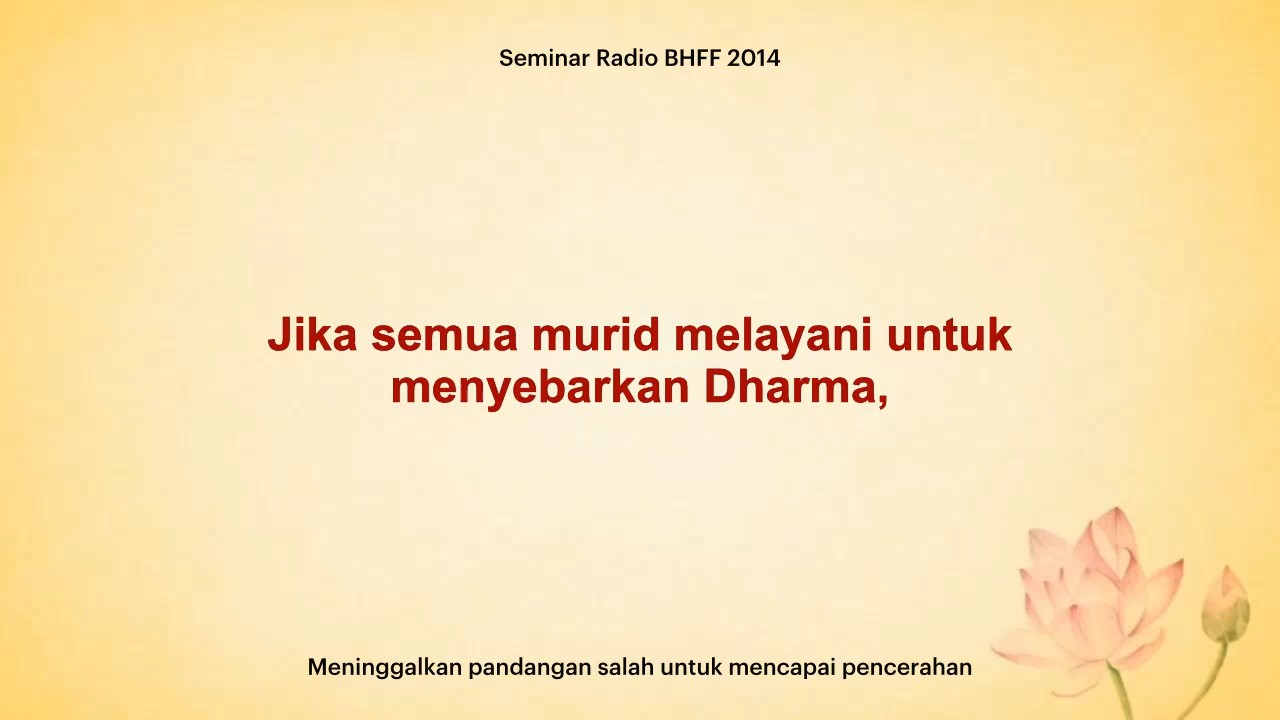 Seminar Radio BHFF 2014
Jika semua murid melayani untuk
menyebarkan Dharma,
Meninggalkan pandangan salah untuk mencapai pencerahan